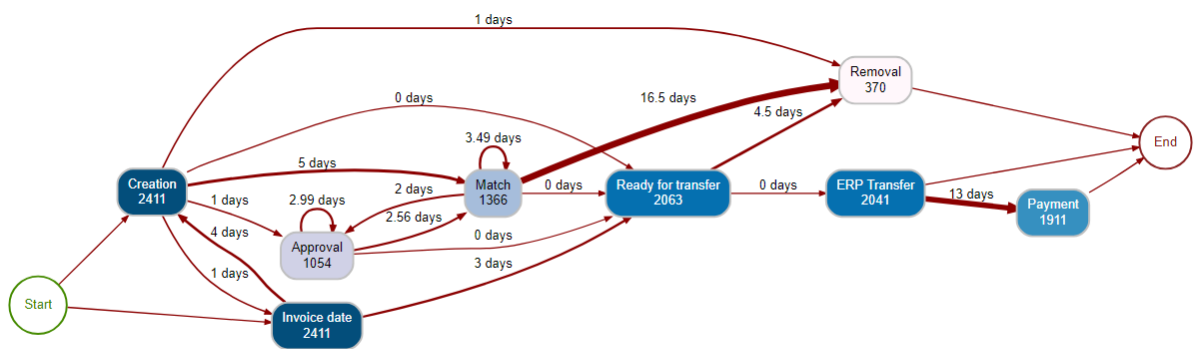 1 days
Removal
370
16.5 days
4.5 days
0 days
3.49 days
End
5 days
Creation
2411
Match
1366
0 days
Ready for transfer
2063
0 days
ERP Transfer
2041
13 days
Payment
1911
2 days
2.99 days
1 days
2.56 days
4 days
Approval
1054
0 days
3 days
1 days
Start
Invoice date
2411